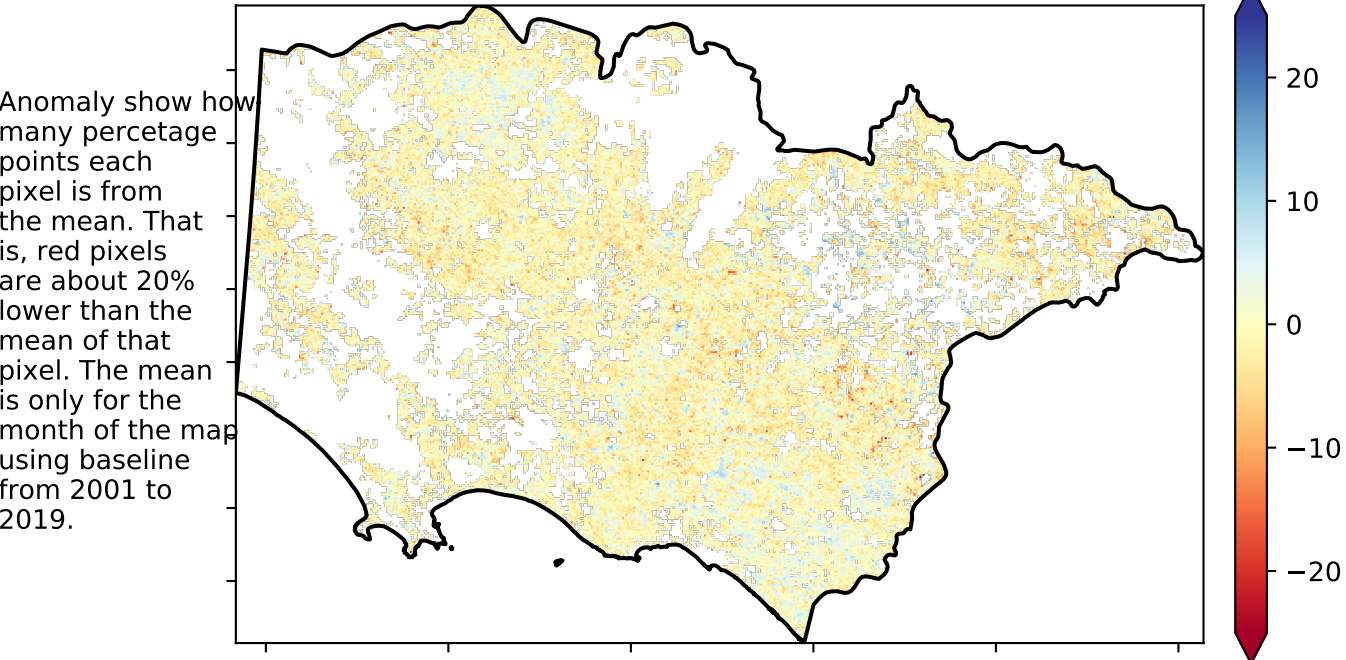 Anomaly show how
many percetage
points each
pixel is from
the mean. That
is, red pixels
are about 20%
lower than the
mean of that
pixel. The mean
is only for the
month of the map
using baseline
from 2001 to
2019.
20
10
0
−10
−20